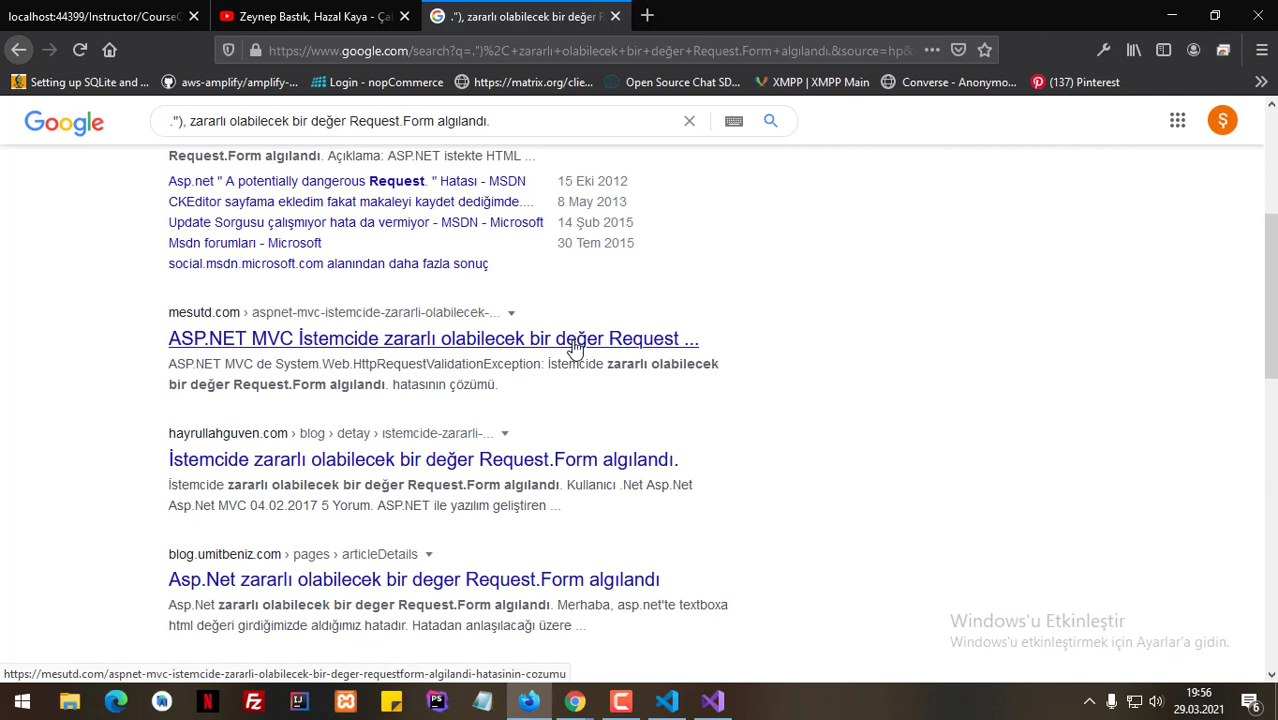 localhost:44399/Instructor/CourseC
Zeynep Bastık, Hazal Kaya - Ça
."), zararlı olabilecek bir değer R
https://www.google.com/search?q=.")%2C+zararlı+olabilecek+bir+değer+Request.Form+algılandı.&source=hp&
Setting up SQLite and ...
aws-amplify/amplify-...
Login - nopCommerce
https://matrix.org/clie...
Open Source Chat SD...
XMPP | XMPP Main
Converse - Anonymo...
(137) Pinterest
Google
."), zararlı olabilecek bir değer Request.Form algılandı.
Ş
Request.Form algılandı. Açıklama: ASP.NET istekte HTML ...
Asp.net " A potentially dangerous Request. " Hatası - MSDN 15 Eki 2012
CKEditor sayfama ekledim fakat makaleyi kaydet dediğimde.... 8 May 2013
Update Sorgusu çalışmıyor hata da vermiyor - MSDN - Microsoft 14 Şub 2015
Msdn forumları - Microsoft 30 Tem 2015
social.msdn.microsoft.com alanından daha fazla sonuç
mesutd.com › aspnet-mvc-istemcide-zararli-olabilecek-...
ASP.NET MVC İstemcide zararlı olabilecek bir değer Request ...
ASP.NET MVC de System.Web.HttpRequestValidationException: İstemcide zararlı olabilecek
bir değer Request.Form algılandı. hatasının çözümü.
hayrullahguven.com › blog › detay › ıstemcide-zararlı-...
İstemcide zararlı olabilecek bir değer Request.Form algılandı.
İstemcide zararlı olabilecek bir değer Request.Form algılandı. Kullanıcı .Net Asp.Net
Asp.Net MVC 04.02.2017 5 Yorum. ASP.NET ile yazılım geliştiren ...
blog.umitbeniz.com › pages › articleDetails
Asp.Net zararlı olabilecek bir deger Request.Form algılandı
Asp.Net zararlı olabilecek bir deger Request.Form algılandı. Merhaba, asp.net'te textboxa
html değeri girdiğimizde aldığımız hatadır. Hatadan anlaşılacağı üzere ...
Windows'u Etkinleştir
Windows'u etkinleştirmek için Ayarlar'a gidin.
https://mesutd.com/aspnet-mvc-istemcide-zararli-olabilecek-bir-deger-requestform-algilandi-hatasinin-cozumu
19:56
29.03.2021
6